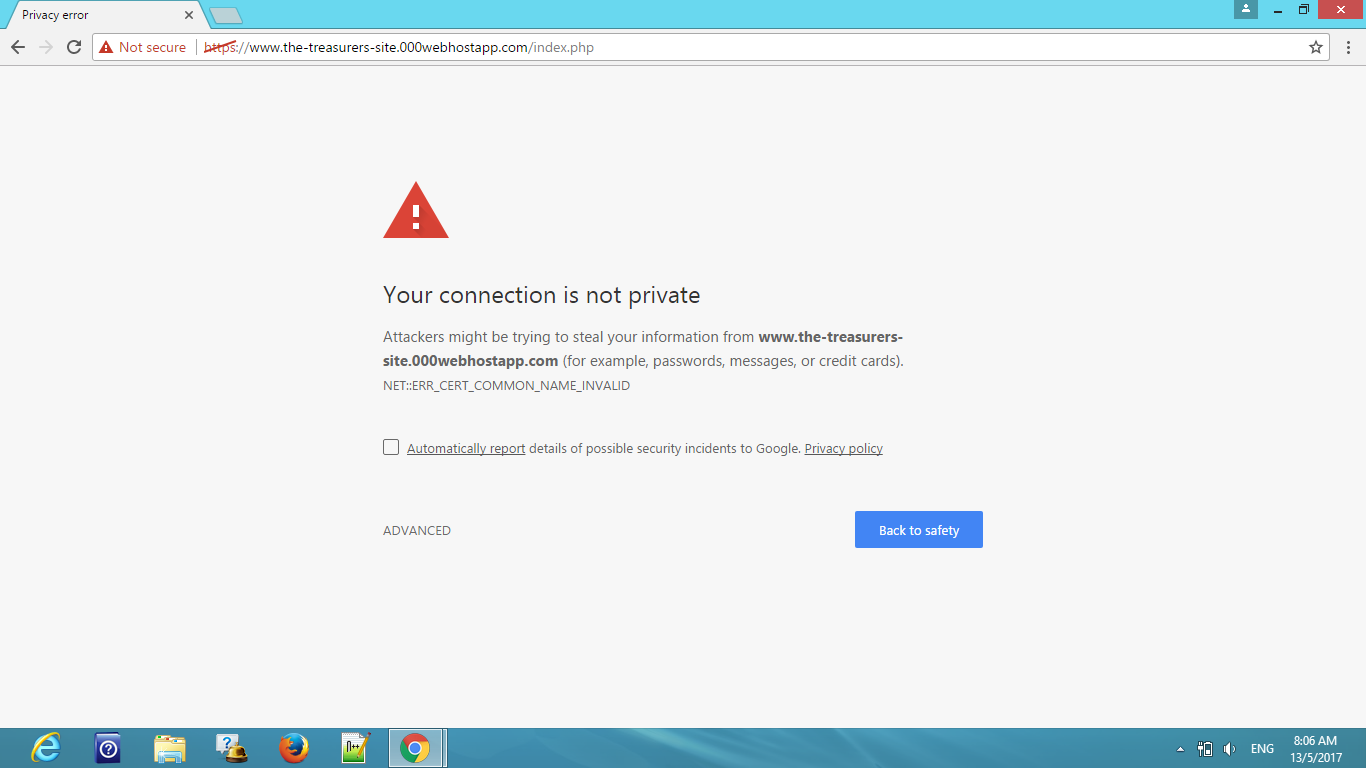 Privacy error
Not secure https://www.the-treasurers-site.000webhostapp.com/index.php
Your connection is not private
Attackers might be trying to steal your information from www.the-treasurers-
site.000webhostapp.com (for example, passwords, messages, or credit cards).
NET::ERR_CERT_COMMON_NAME_INVALID
Automatically report details of possible security incidents to Google. Privacy policy
ADVANCED
Back to safety
ENG
8:06 AM
13/5/2017